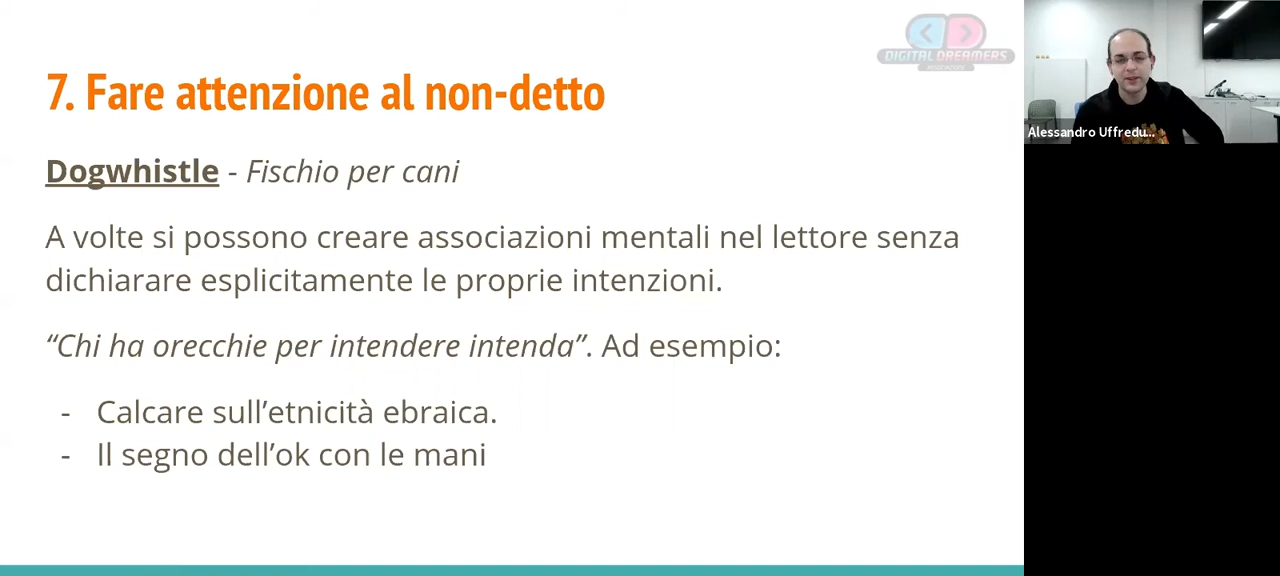 DIGITAL DREAMERS
7. Fare attenzione al non-detto
Dogwhistle - Fischio per cani
A volte si possono creare associazioni mentali nel lettore senza
dichiarare esplicitamente le proprie intenzioni.
“Chi ha orecchie per intendere intenda”. Ad esempio:
- Calcare sull’etnicità ebraica.
- Il segno dell’ok con le mani
Alessandro Uffredu...